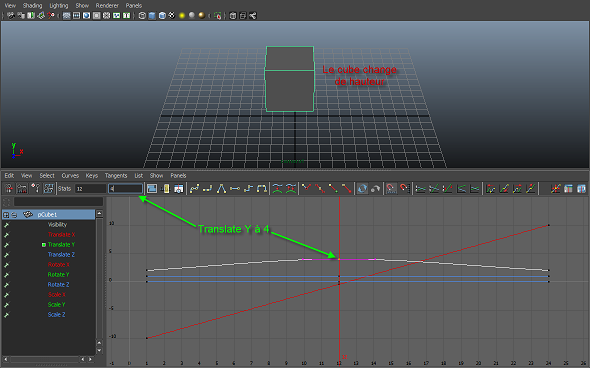 View Shading Lighting Show Renderer Panels
Le cube change
de hauteur
y
Edit View Select Curves Keys Tangents List Show Panels
Stats 12 4
pCube1
Visibility
Translate X
Translate Y
Translate Z
Rotate X
Rotate Y
Rotate Z
Scale X
Scale Y
Scale Z
Translate Y à 4
10
5
0
-5
-10
-1 0 1 2 3 4 5 6 7 8 9 10 11 12 13 14 15 16 17 18 19 20 21 22 23 24 25 26